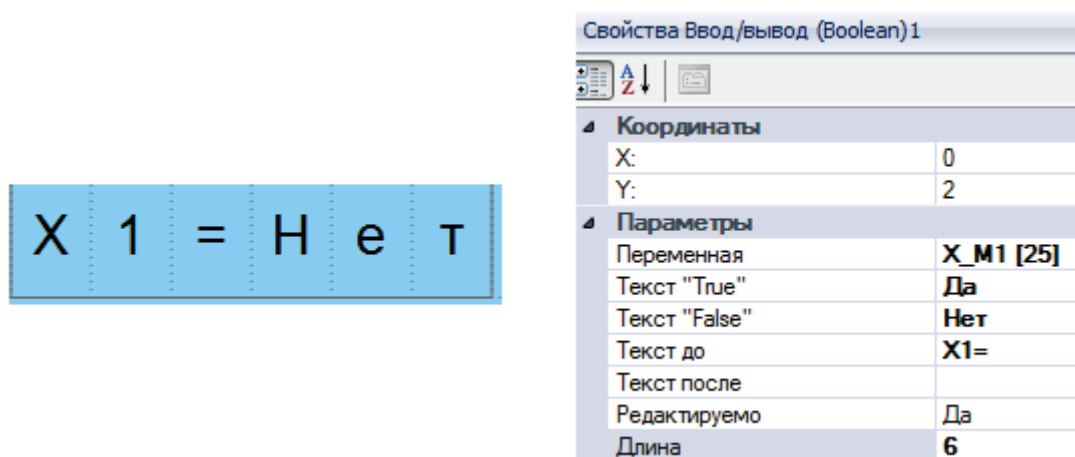 X 1 = Н е т
Свойства Ввод/вывод (Boolean)1
Координаты
X: 0
Y: 2
Параметры
Переменная X_M1 [25]
Текст "True" Да
Текст "False" Нет
Текст до X1=
Текст после
Редактируемо Да
Длина 6